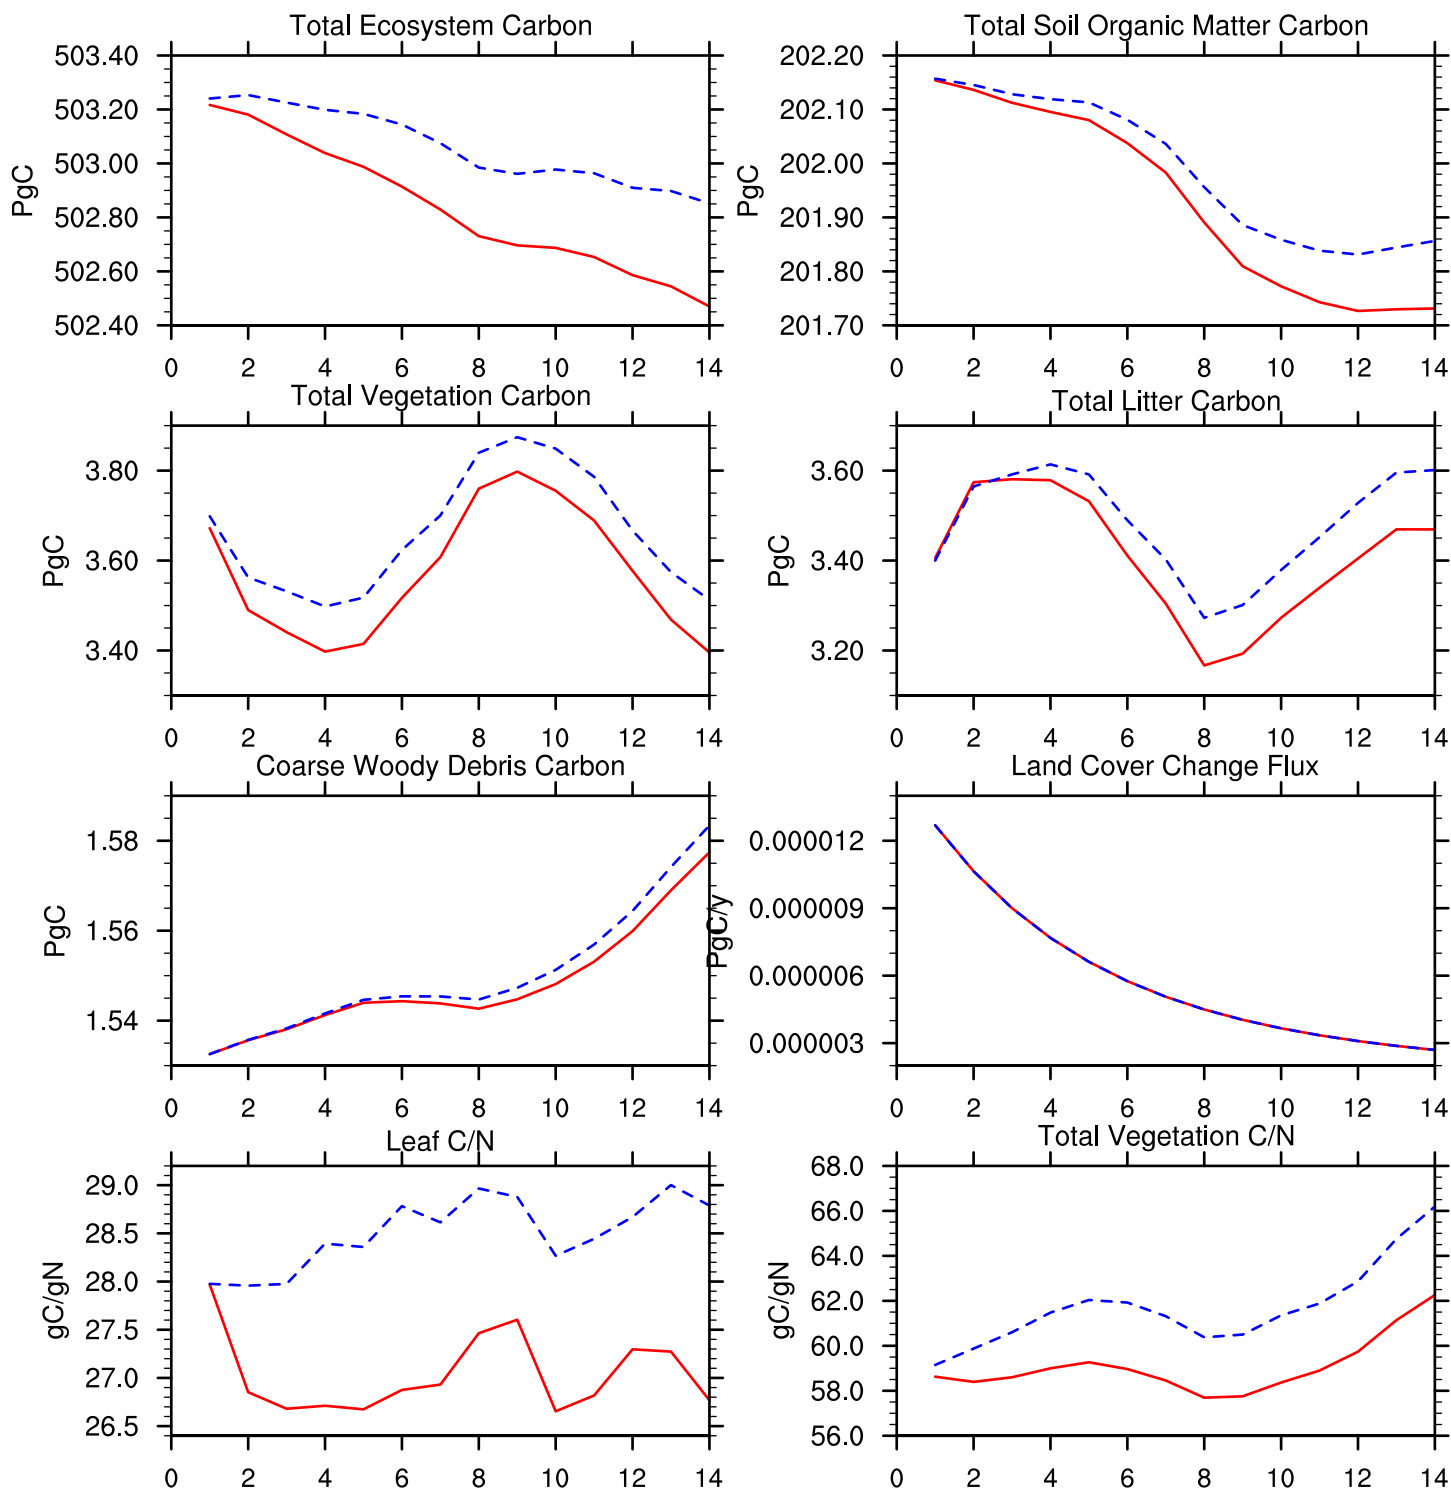 Total Ecosystem Carbon
503.40
503.20
503.00
502.80
502.60
502.40
PgC
0 2 4 6 8 10 12 14
Total Soil Organic Matter Carbon
202.20
202.10
202.00
201.90
201.80
201.70
PgC
0 2 4 6 8 10 12 14
Total Vegetation Carbon
3.80
3.60
3.40
PgC
0 2 4 6 8 10 12 14
Total Litter Carbon
3.60
3.40
3.20
PgC
0 2 4 6 8 10 12 14
Coarse Woody Debris Carbon
1.58
1.56
1.54
PgC
0 2 4 6 8 10 12 14
Land Cover Change Flux
0.000012
0.000009
0.000006
0.000003
PgC/y
0 2 4 6 8 10 12 14
Leaf C/N
29.0
28.5
28.0
27.5
27.0
26.5
gC/gN
0 2 4 6 8 10 12 14
Total Vegetation C/N
68.0
66.0
64.0
62.0
60.0
58.0
56.0
gC/gN
0 2 4 6 8 10 12 14